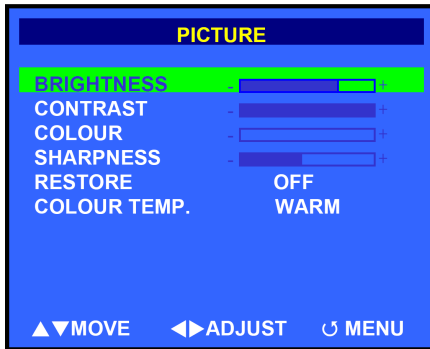 PICTURE
BRIGHTNESS - +
CONTRAST - +
COLOUR - +
SHARPNESS - +
RESTORE OFF
COLOUR TEMP. WARM
▲▼MOVE ◀▶ADJUST ↺ MENU